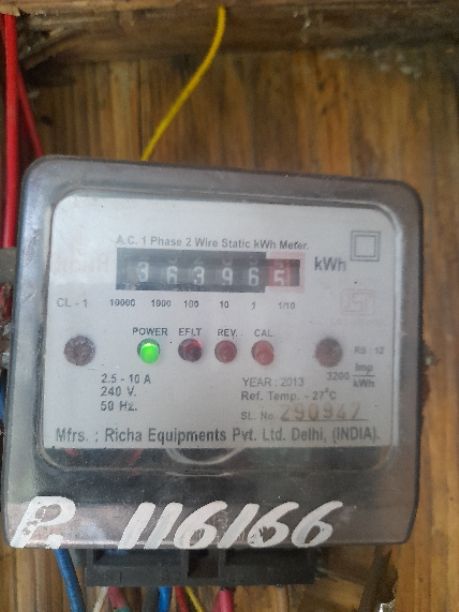 A.C. 1 Phase 2 Wire Static kWh Meter.
363965 kWh
CL - 1 10000 1000 100 10 1 1/10
POWER EFLT REV. CAL.
RS : 12
3200 Imp/kWh
2.5 - 10 A
240 V.
50 Hz.
YEAR : 2013
Ref. Temp. - 27°C
SL. No. 290947
Mfrs. : Richa Equipments Pvt. Ltd. Delhi, (INDIA).
P. 116166